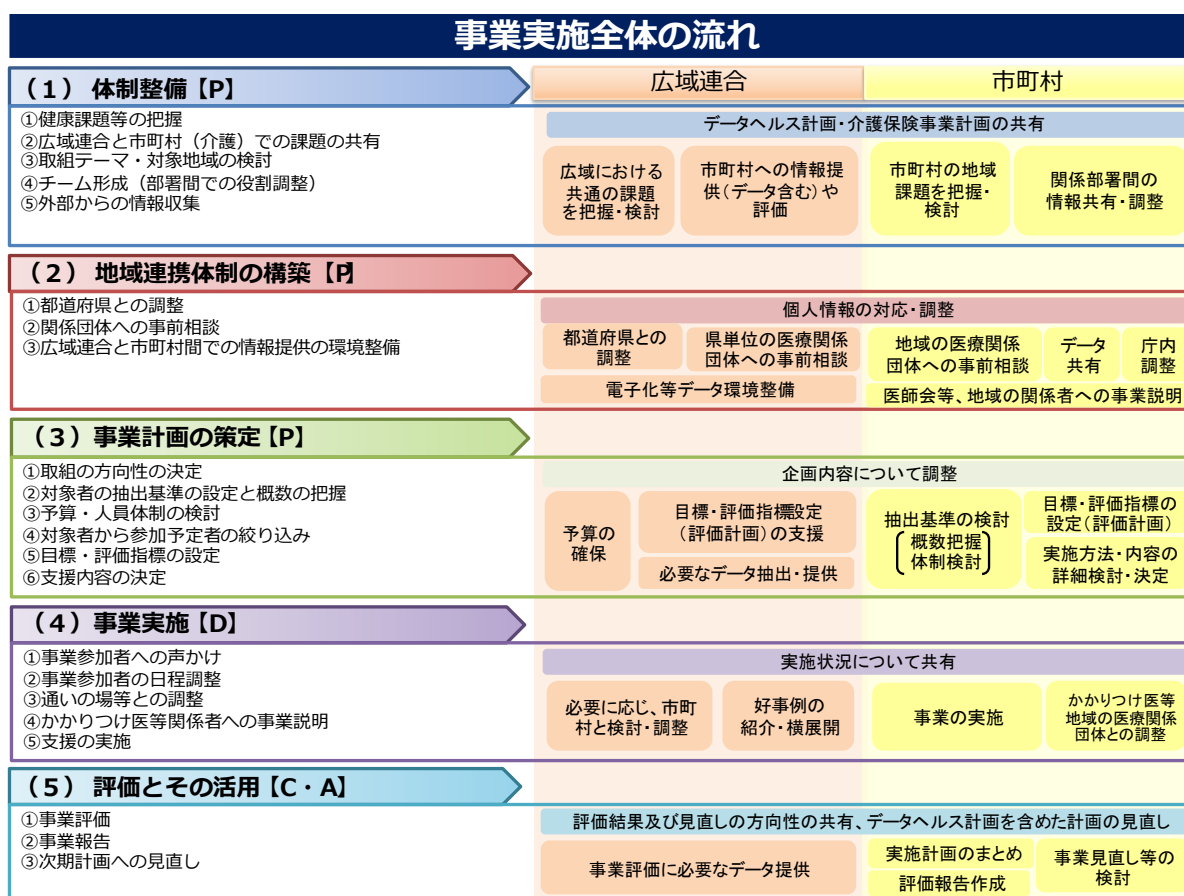 事業実施全体の流れ
広域連合
市町村
（１） 体制整備【P】
①健康課題等の把握
②広域連合と市町村（介護）での課題の共有
③取組テーマ・対象地域の検討
④チーム形成（部署間での役割調整）
⑤外部からの情報収集
データヘルス計画・介護保険事業計画の共有
広域における
共通の課題
を把握・検討
市町村への情報提
供（データ含む）や
評価
市町村の地域
課題を把握・
検討
関係部署間の
情報共有・調整
（２） 地域連携体制の構築【P】
①都道府県との調整
②関係団体への事前相談
③広域連合と市町村間での情報提供の環境整備
個人情報の対応・調整
都道府県との
調整
県単位の医療関係
団体への事前相談
地域の医療関係
団体への事前相談
データ
共有
庁内
調整
電子化等データ環境整備
医師会等、地域の関係者への事業説明
（３）事業計画の策定【P】
①取組の方向性の決定
②対象者の抽出基準の設定と概数の把握
③予算・人員体制の検討
④対象者から参加予定者の絞り込み
⑤目標・評価指標の設定
⑥支援内容の決定
企画内容について調整
予算の
確保
目標・評価指標設定
（評価計画）の支援
必要なデータ抽出・提供
抽出基準の検討
概数把握
体制検討
目標・評価指標の
設定（評価計画）
実施方法・内容の
詳細検討・決定
（４）事業実施【D】
①事業参加者への声かけ
②事業参加者の日程調整
③通いの場等との調整
④かかりつけ医等関係者への事業説明
⑤支援の実施
実施状況について共有
必要に応じ、市町
村と検討・調整
好事例の
紹介・横展開
事業の実施
かかりつけ医等
地域の医療関係
団体との調整
（５） 評価とその活用【C・A】
①事業評価
②事業報告
③次期計画への見直し
評価結果及び見直しの方向性の共有、データヘルス計画を含めた計画の見直し
事業評価に必要なデータ提供
実施計画のまとめ
評価報告作成
事業見直し等の
検討